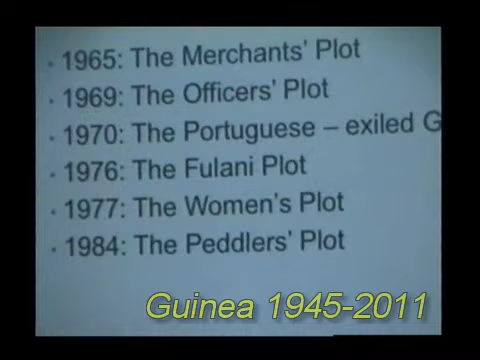 · 1965: The Merchants’ Plot
· 1969: The Officers’ Plot
· 1970: The Portuguese – exiled G
· 1976: The Fulani Plot
· 1977: The Women’s Plot
· 1984: The Peddlers’ Plot
Guinea 1945-2011